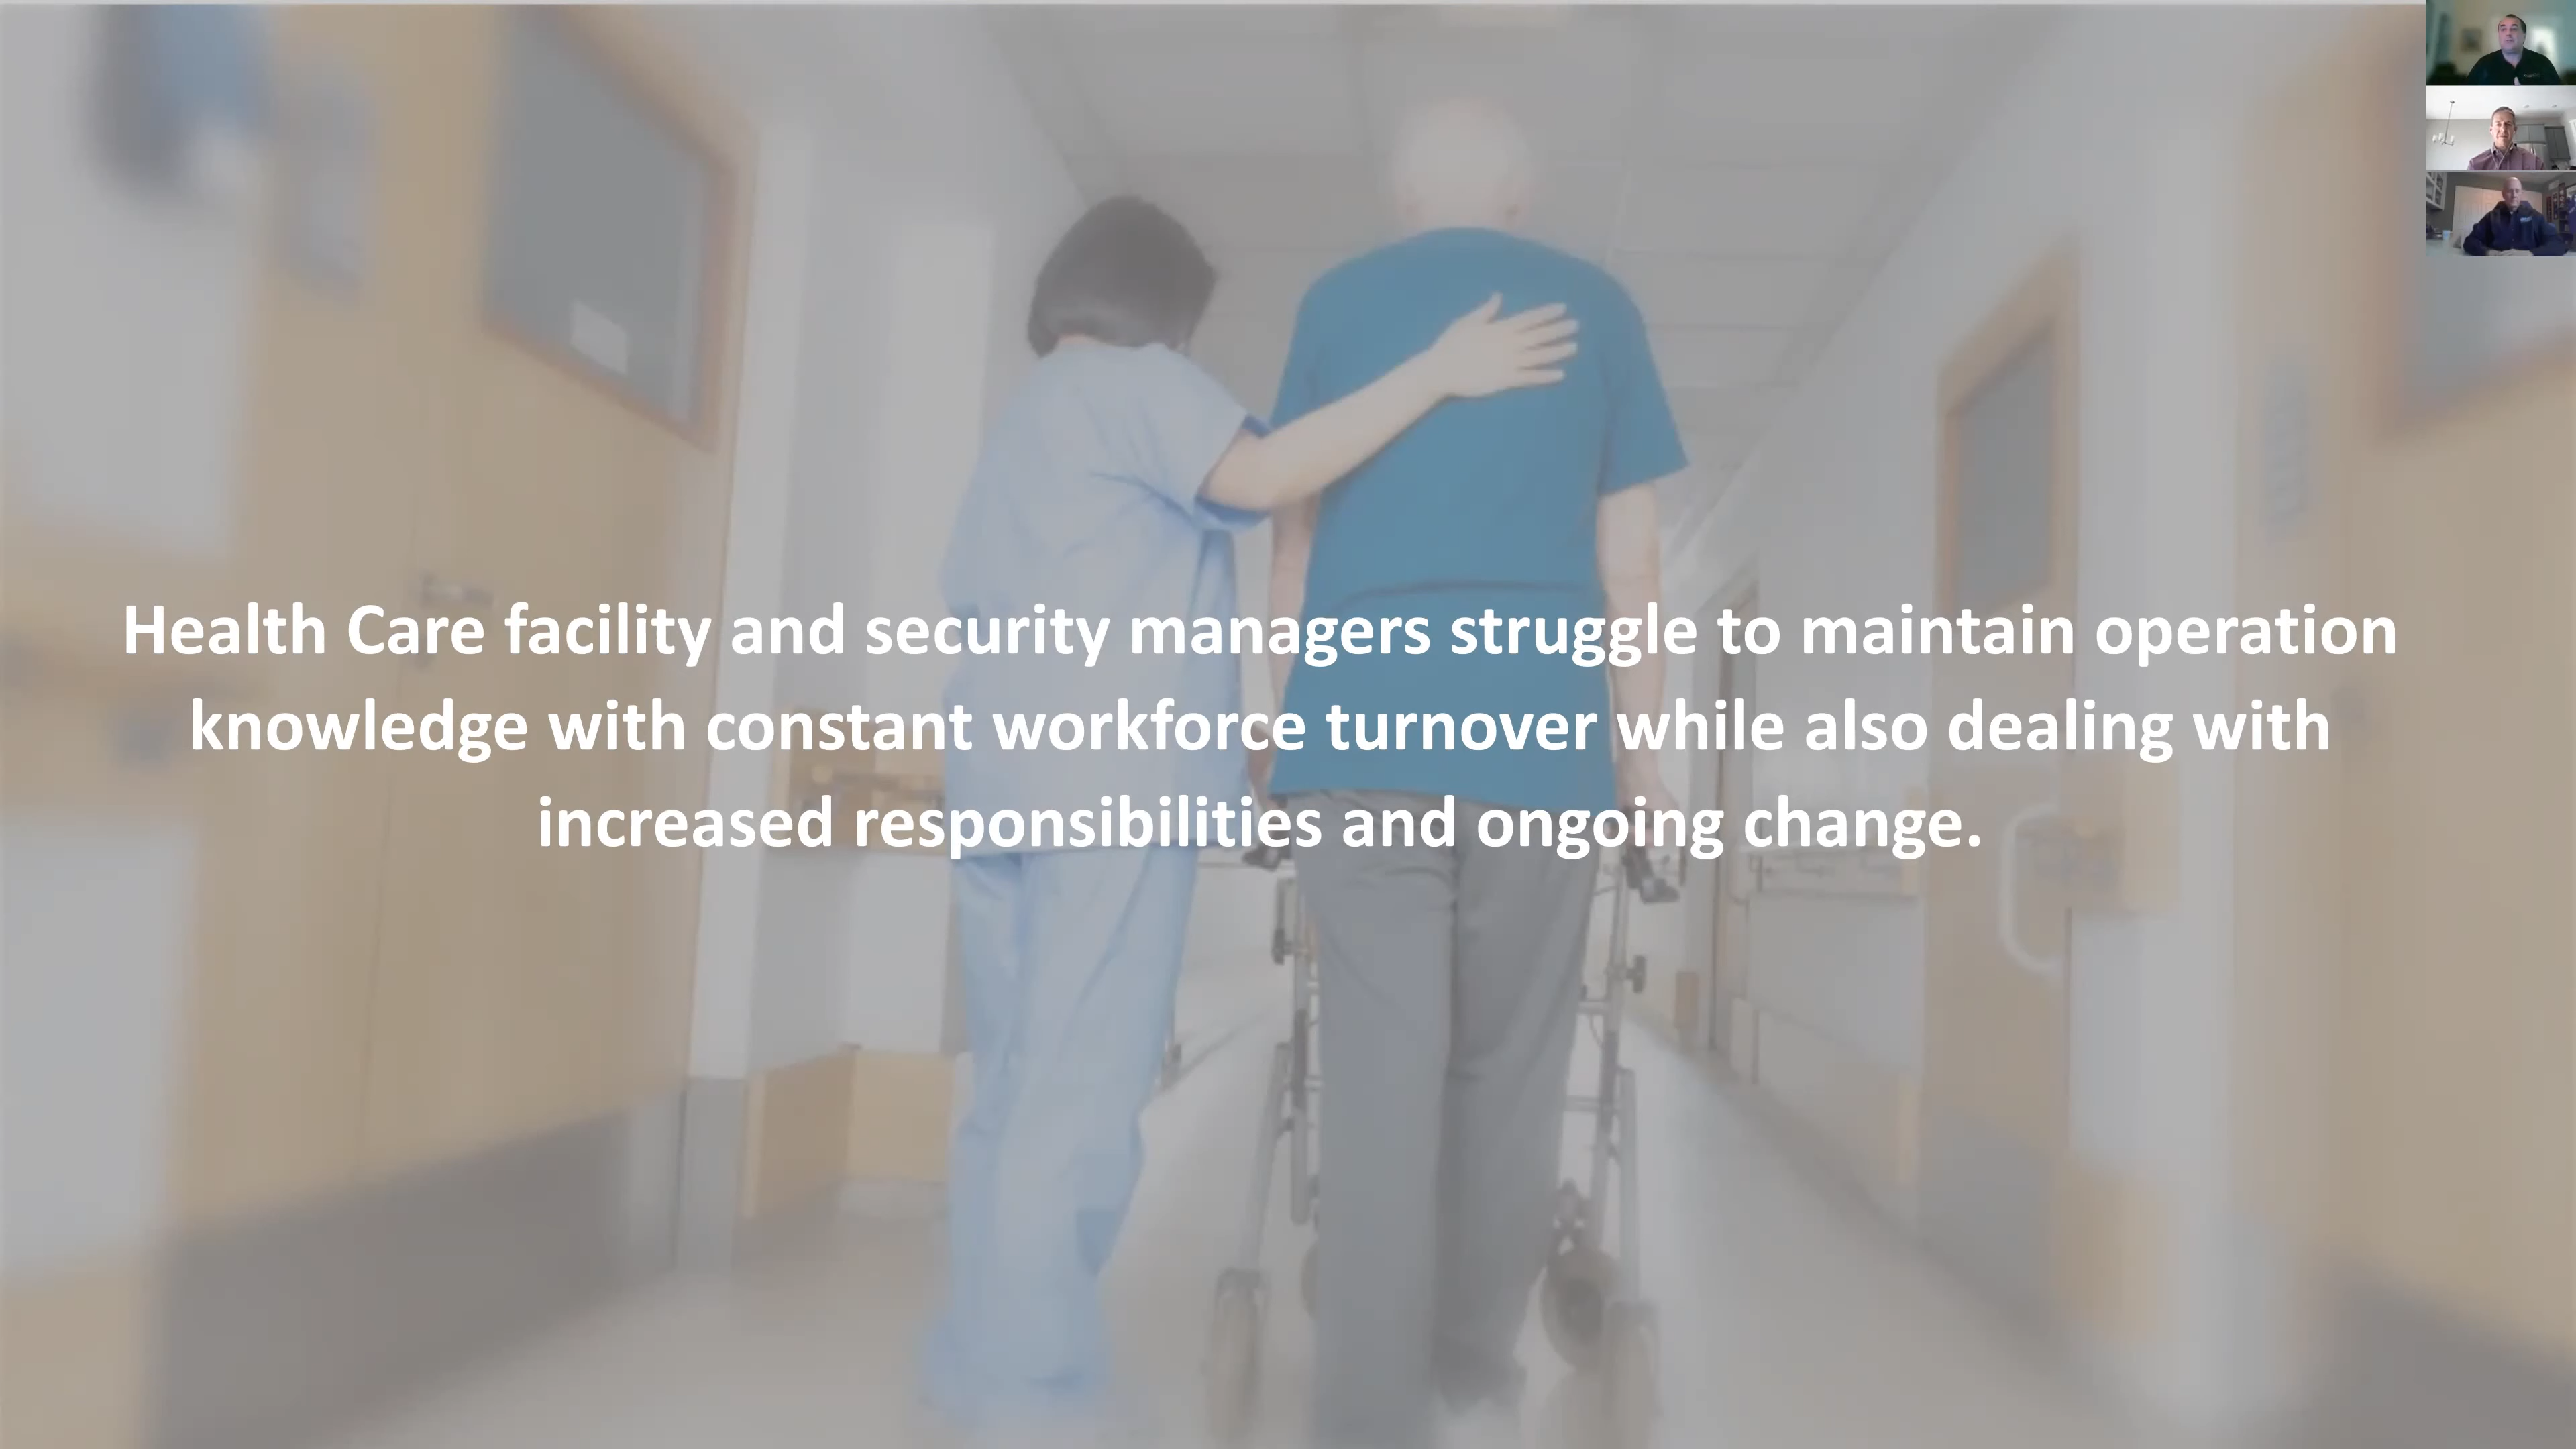 Health Care facility and security managers struggle to maintain operation
knowledge with constant workforce turnover while also dealing with
increased responsibilities and ongoing change.